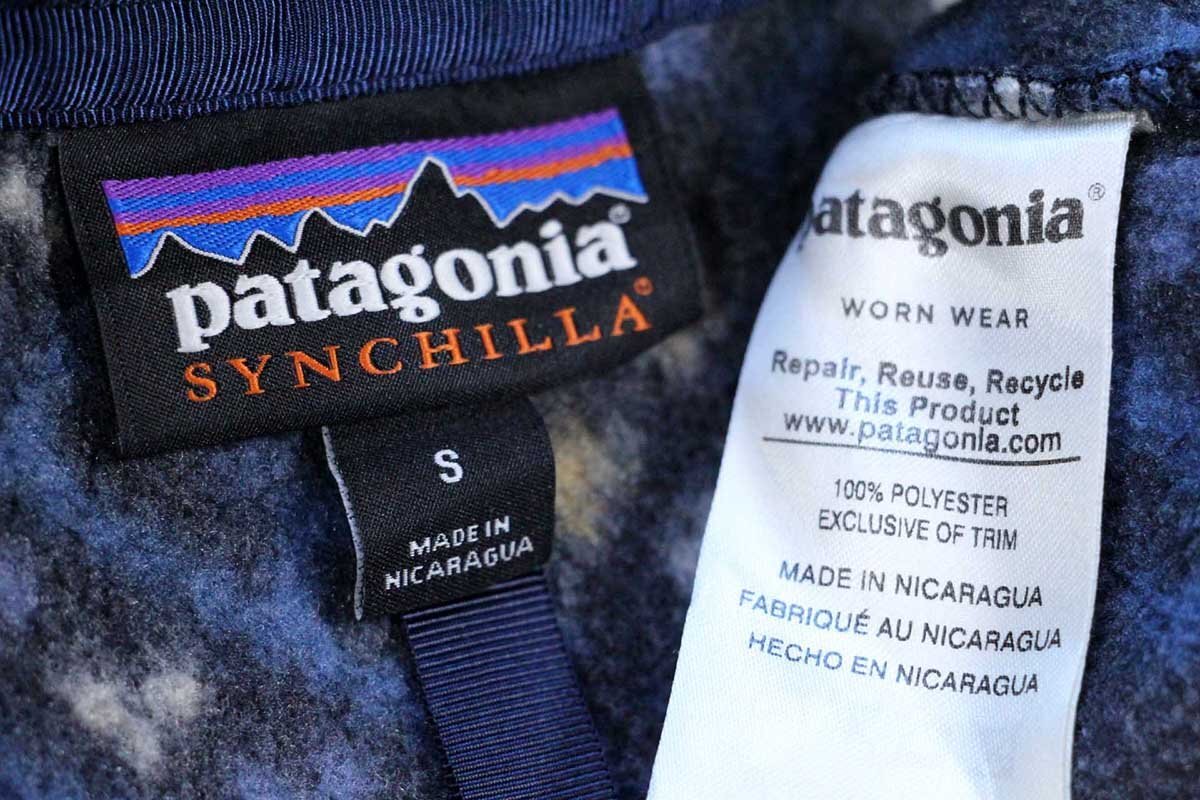 patagonia®
SYNCHILLA®
S
MADE IN
NICARAGUA
patagonia®
WORN WEAR
Repair, Reuse, Recycle
This Product
www.patagonia.com
100% POLYESTER
EXCLUSIVE OF TRIM
MADE IN NICARAGUA
FABRIQUÉ AU NICARAGUA
HECHO EN NICARAGUA